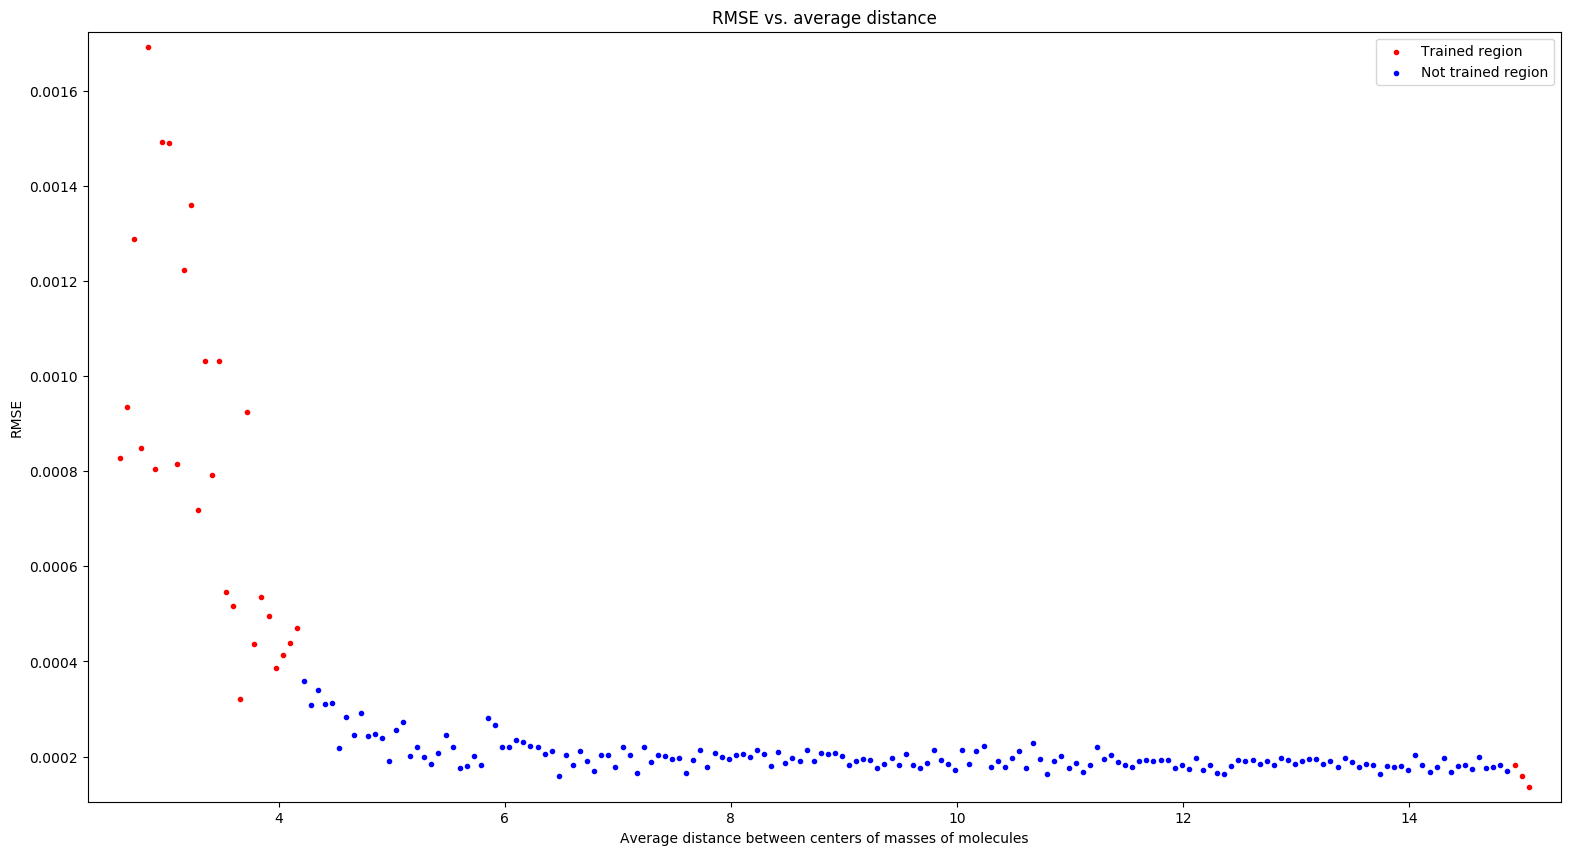 RMSE vs. average distance
Trained region
Not trained region
0.0016
0.0014
0.0012
0.0010
0.0008
0.0006
0.0004
0.0002
RMSE
4
6
8
10
12
14
Average distance between centers of masses of molecules